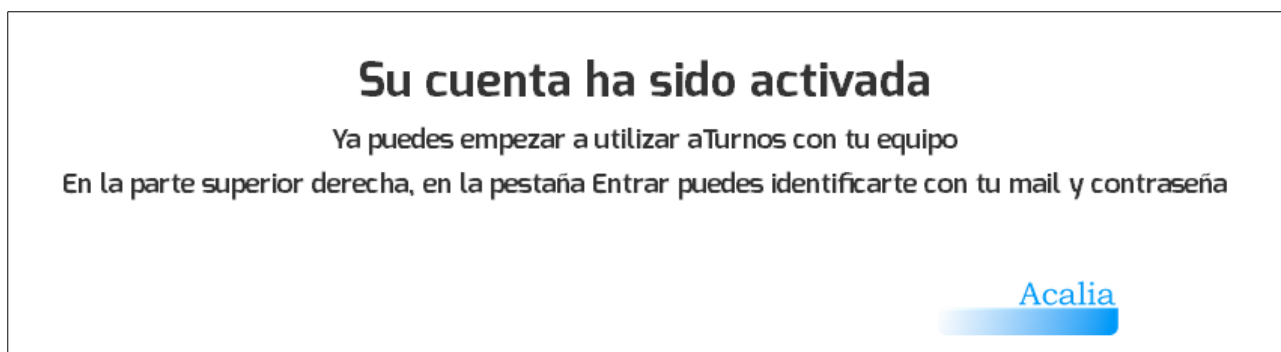 Su cuenta ha sido activada
Ya puedes empezar a utilizar aTurnos con tu equipo
En la parte superior derecha, en la pestaña Entrar puedes identificarte con tu mail y contraseña
Acalia